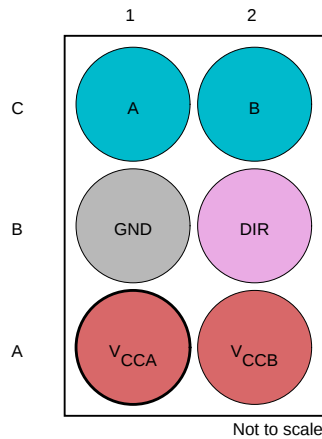 1 2
C A B
B GND DIR
A VCCA VCCB
Not to scale